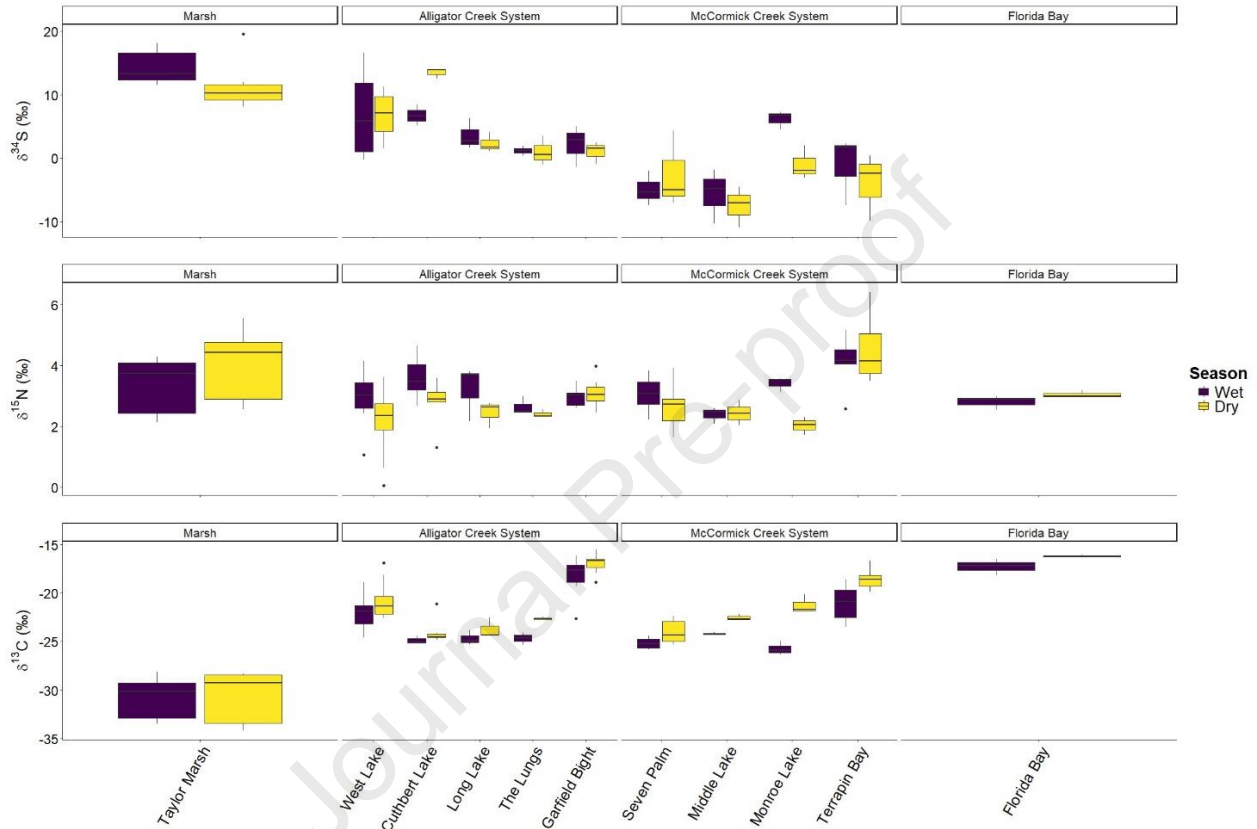 Marsh
Alligator Creek System
McCormick Creek System
Florida Bay
20
10
0
-10
δ34S (‰)
Marsh
Alligator Creek System
McCormick Creek System
Florida Bay
6
4
2
0
δ15N (‰)
Season
Wet
Dry
Marsh
Alligator Creek System
McCormick Creek System
Florida Bay
-15
-20
-25
-30
-35
δ13C (‰)
Taylor Marsh
West Lake
Cuthbert Lake
Long Lake
The Lungs
Garfield Bight
Seven Palm
Middle Lake
Monroe Lake
Terrapin Bay
Florida Bay
Journal Pre-proof